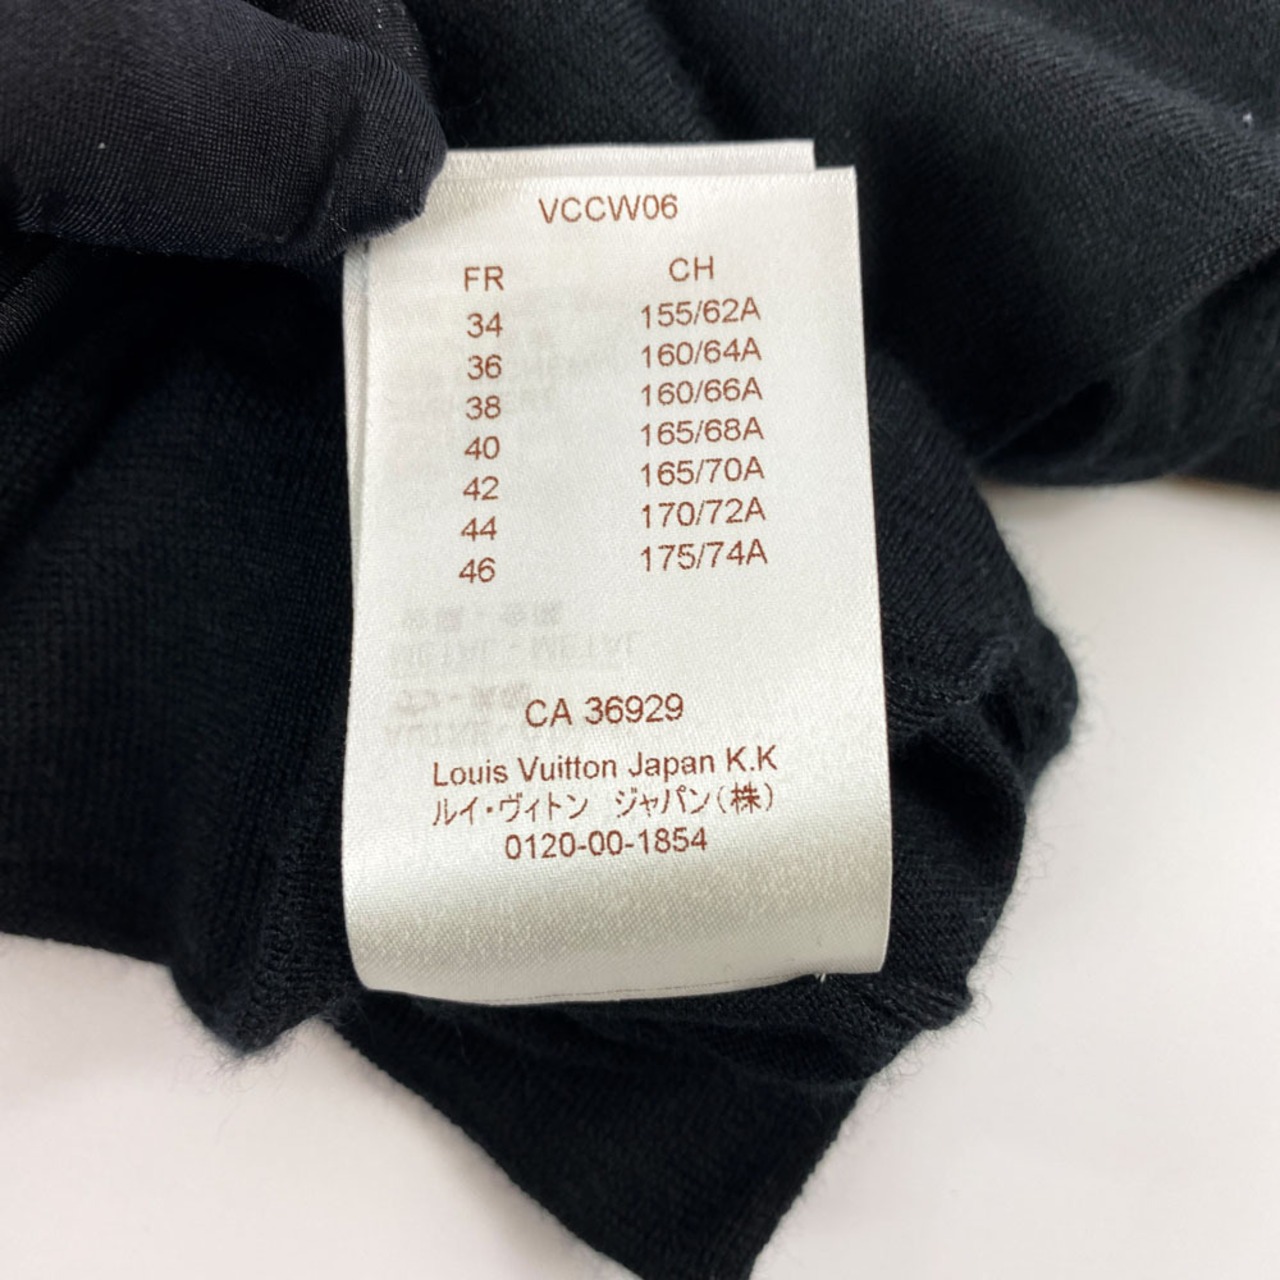 VCCW06
FR CH
34 155/62A
36 160/64A
38 160/66A
40 165/68A
42 165/70A
44 170/72A
46 175/74A
CA 36929
Louis Vuitton Japan K.K
ルイ・ヴィトン ジャパン(株)
0120-00-1854